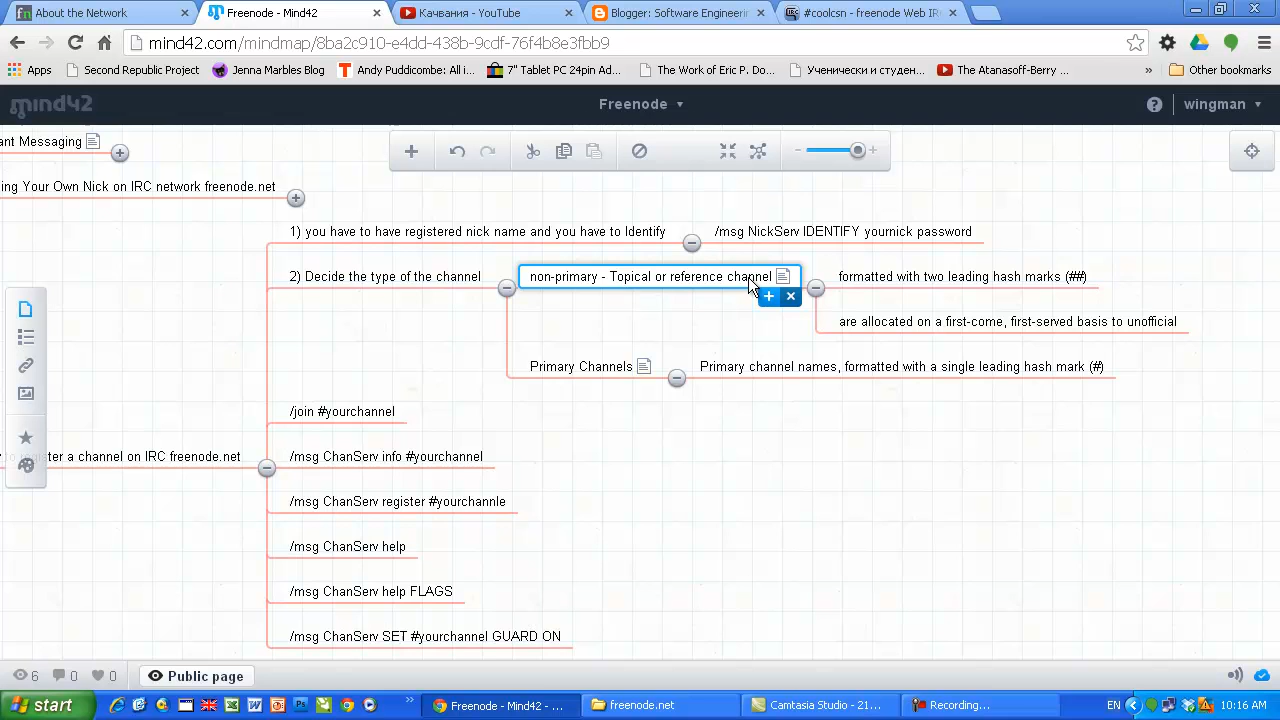 About the Network
Freenode - Mind42
Качвания - YouTube
Blogger: Software Engineerin
#cooksn - freenode Web IR
mind42.com/mindmap/8ba2c910-e4dd-438b-9cdf-76f4b8a3fbb9
Apps
Second Republic Project
Jenna Marbles Blog
Andy Puddicombe: All i...
7" Tablet PC 24pin Ad...
The Work of Eric P. Do...
Ученически и студен...
The Atanasoff-Berry ...
»
Other bookmarks
mind42
Freenode
wingman
ant Messaging
ing Your Own Nick on IRC network freenode.net
1) you have to have registered nick name and you have to Identify
/msg NickServ IDENTIFY yournick password
2) Decide the type of the channel
non-primary - Topical or reference channel
formatted with two leading hash marks (##)
are allocated on a first-come, first-served basis to unofficial
Primary Channels
Primary channel names, formatted with a single leading hash mark (#)
/join #yourchannel
gister a channel on IRC freenode.net
/msg ChanServ info #yourchannel
/msg ChanServ register #yourchannle
/msg ChanServ help
/msg ChanServ help FLAGS
/msg ChanServ SET #yourchannel GUARD ON
6
0
0
Public page
start
»
Freenode - Mind42 - ...
freenode.net
Camtasia Studio - 21...
Recording...
EN
10:16 AM